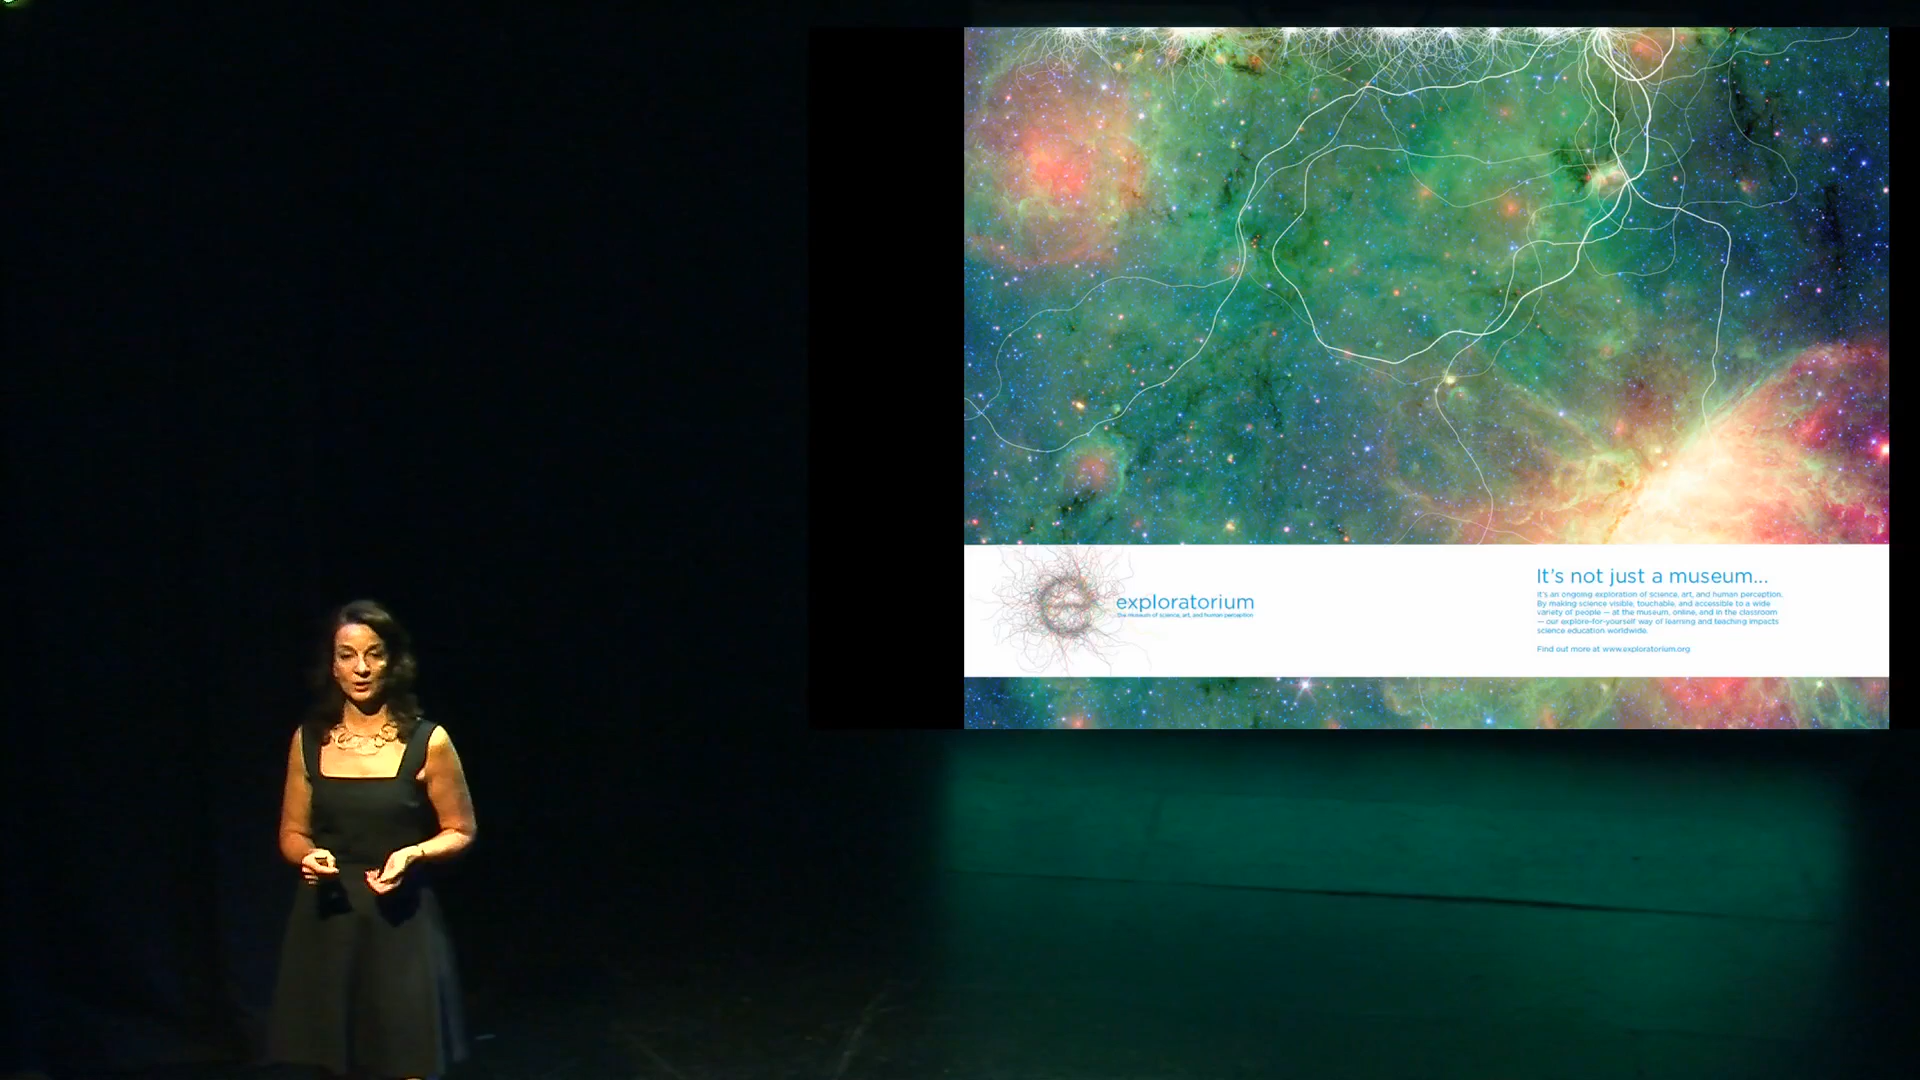 exploratorium
the museum of science, art, and human perception
It's not just a museum...
It's an ongoing exploration of science, art, and human perception.
By making science visible, touchable, and accessible to a wide
variety of people — at the museum, online, and in the classroom
— our explore-for-yourself way of learning and teaching impacts
science education worldwide.
Find out more at www.exploratorium.org